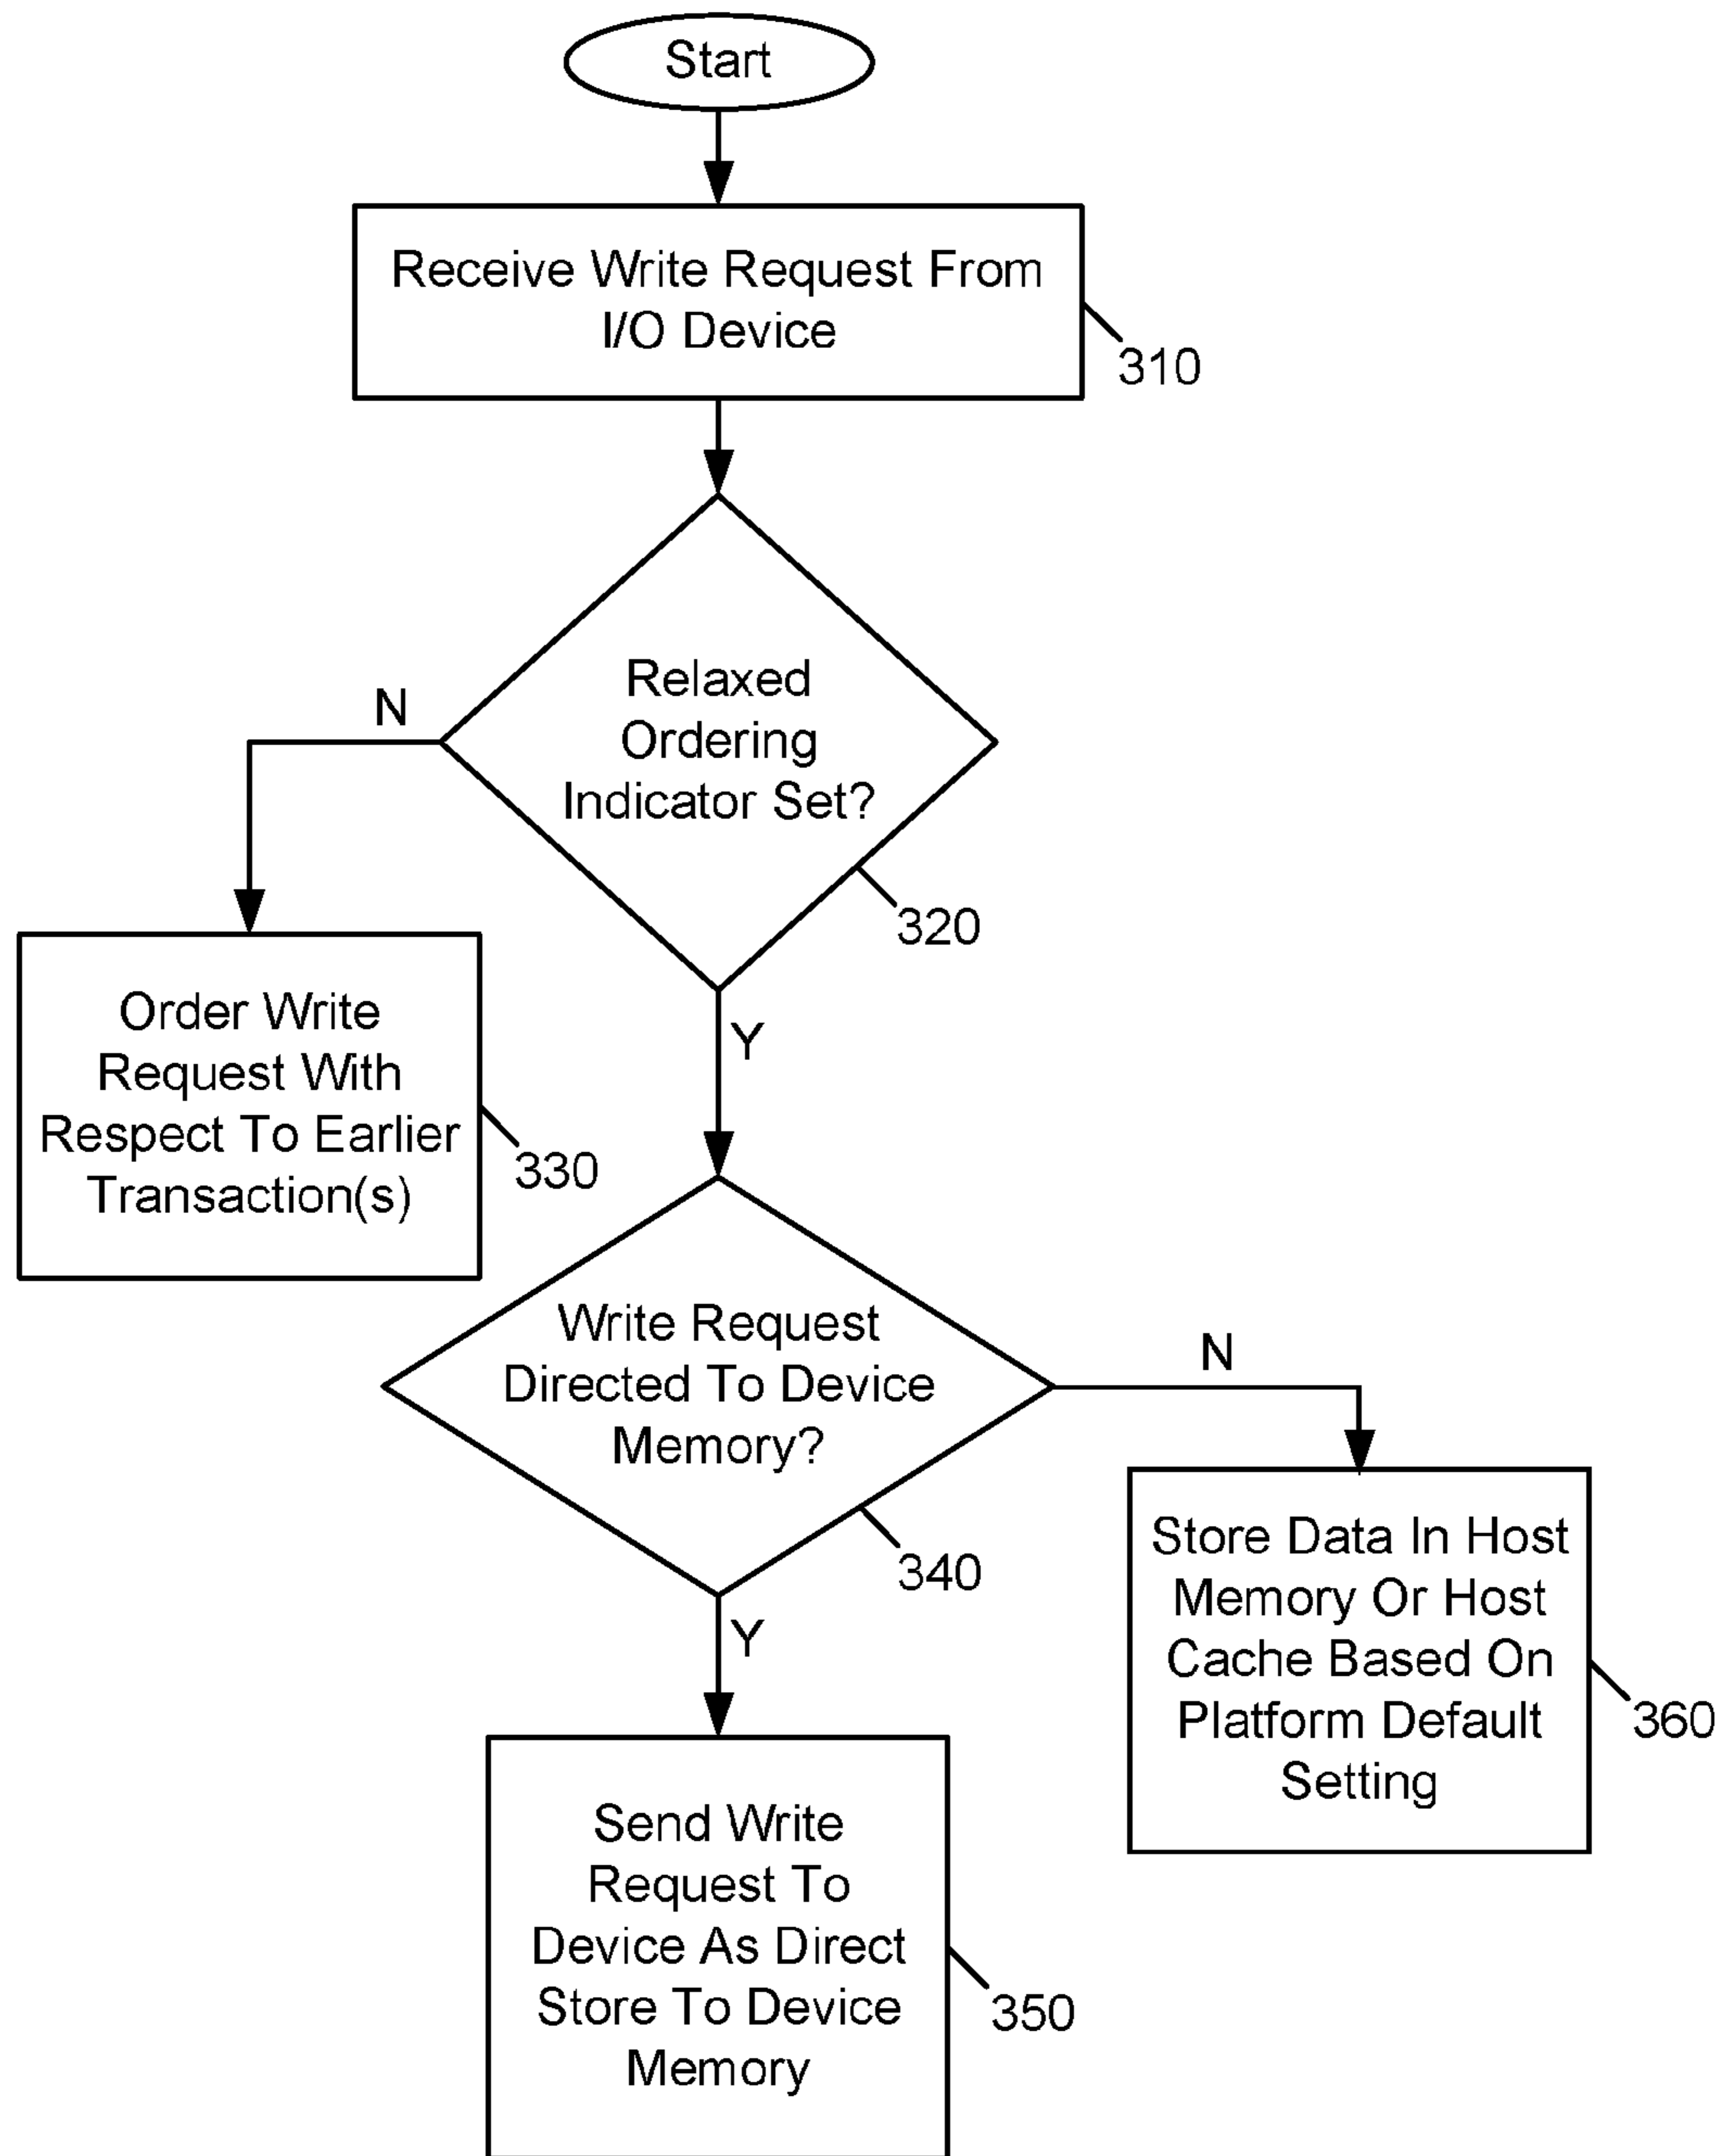 Start
Receive Write Request From
I/O Device
310
Relaxed
Ordering
Indicator Set?
320
N
Order Write
Request With
Respect To Earlier
Transaction(s)
330
Y
Write Request
Directed To Device
Memory?
340
N
Store Data In Host
Memory Or Host
Cache Based On
Platform Default
Setting
360
Y
Send Write
Request To
Device As Direct
Store To Device
Memory
350